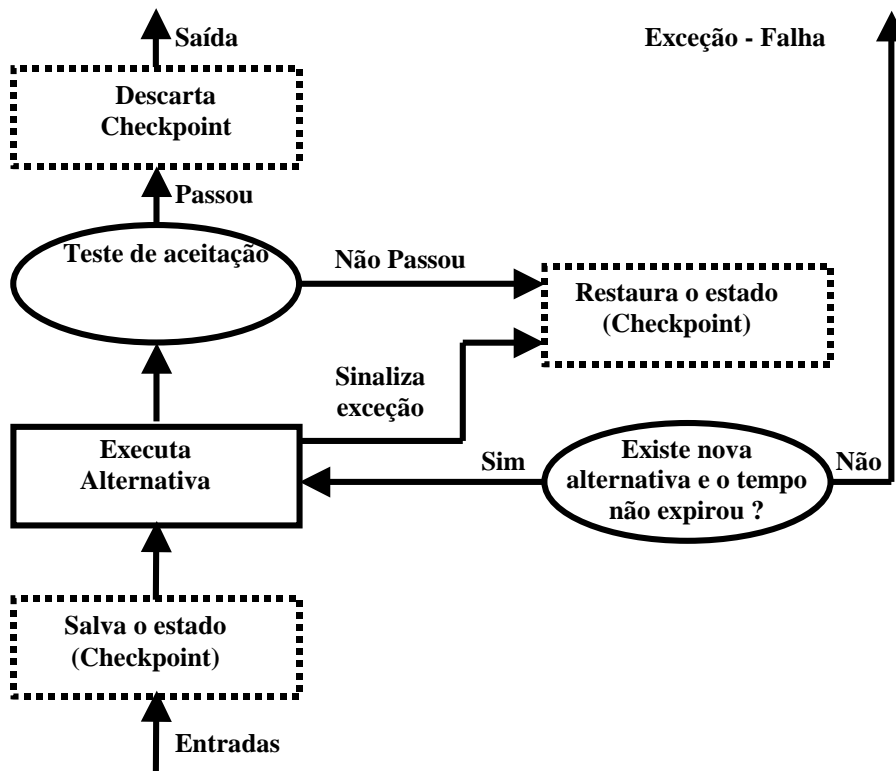 Saída
Exceção - Falha
Descarta
Checkpoint
Passou
Teste de aceitação
Não Passou
Restaura o estado
(Checkpoint)
Sinaliza
exceção
Executa
Alternativa
Sim
Existe nova
alternativa e o tempo
não expirou ?
Não
Salva o estado
(Checkpoint)
Entradas